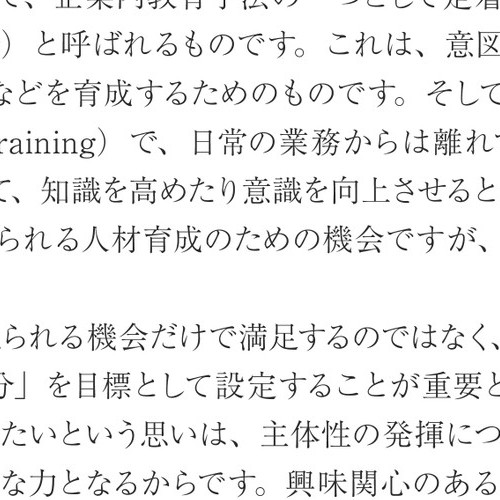 で、企業内教育手法の一つとして定着
）と呼ばれるものです。これは、意図
などを育成するためのものです。そして
raining）で、日常の業務からは離れて
て、知識を高めたり意識を向上させると
られる人材育成のための機会ですが、
られる機会だけで満足するのではなく、
分」を目標として設定することが重要と
たいという思いは、主体性の発揮につ
な力となるからです。興味関心のある